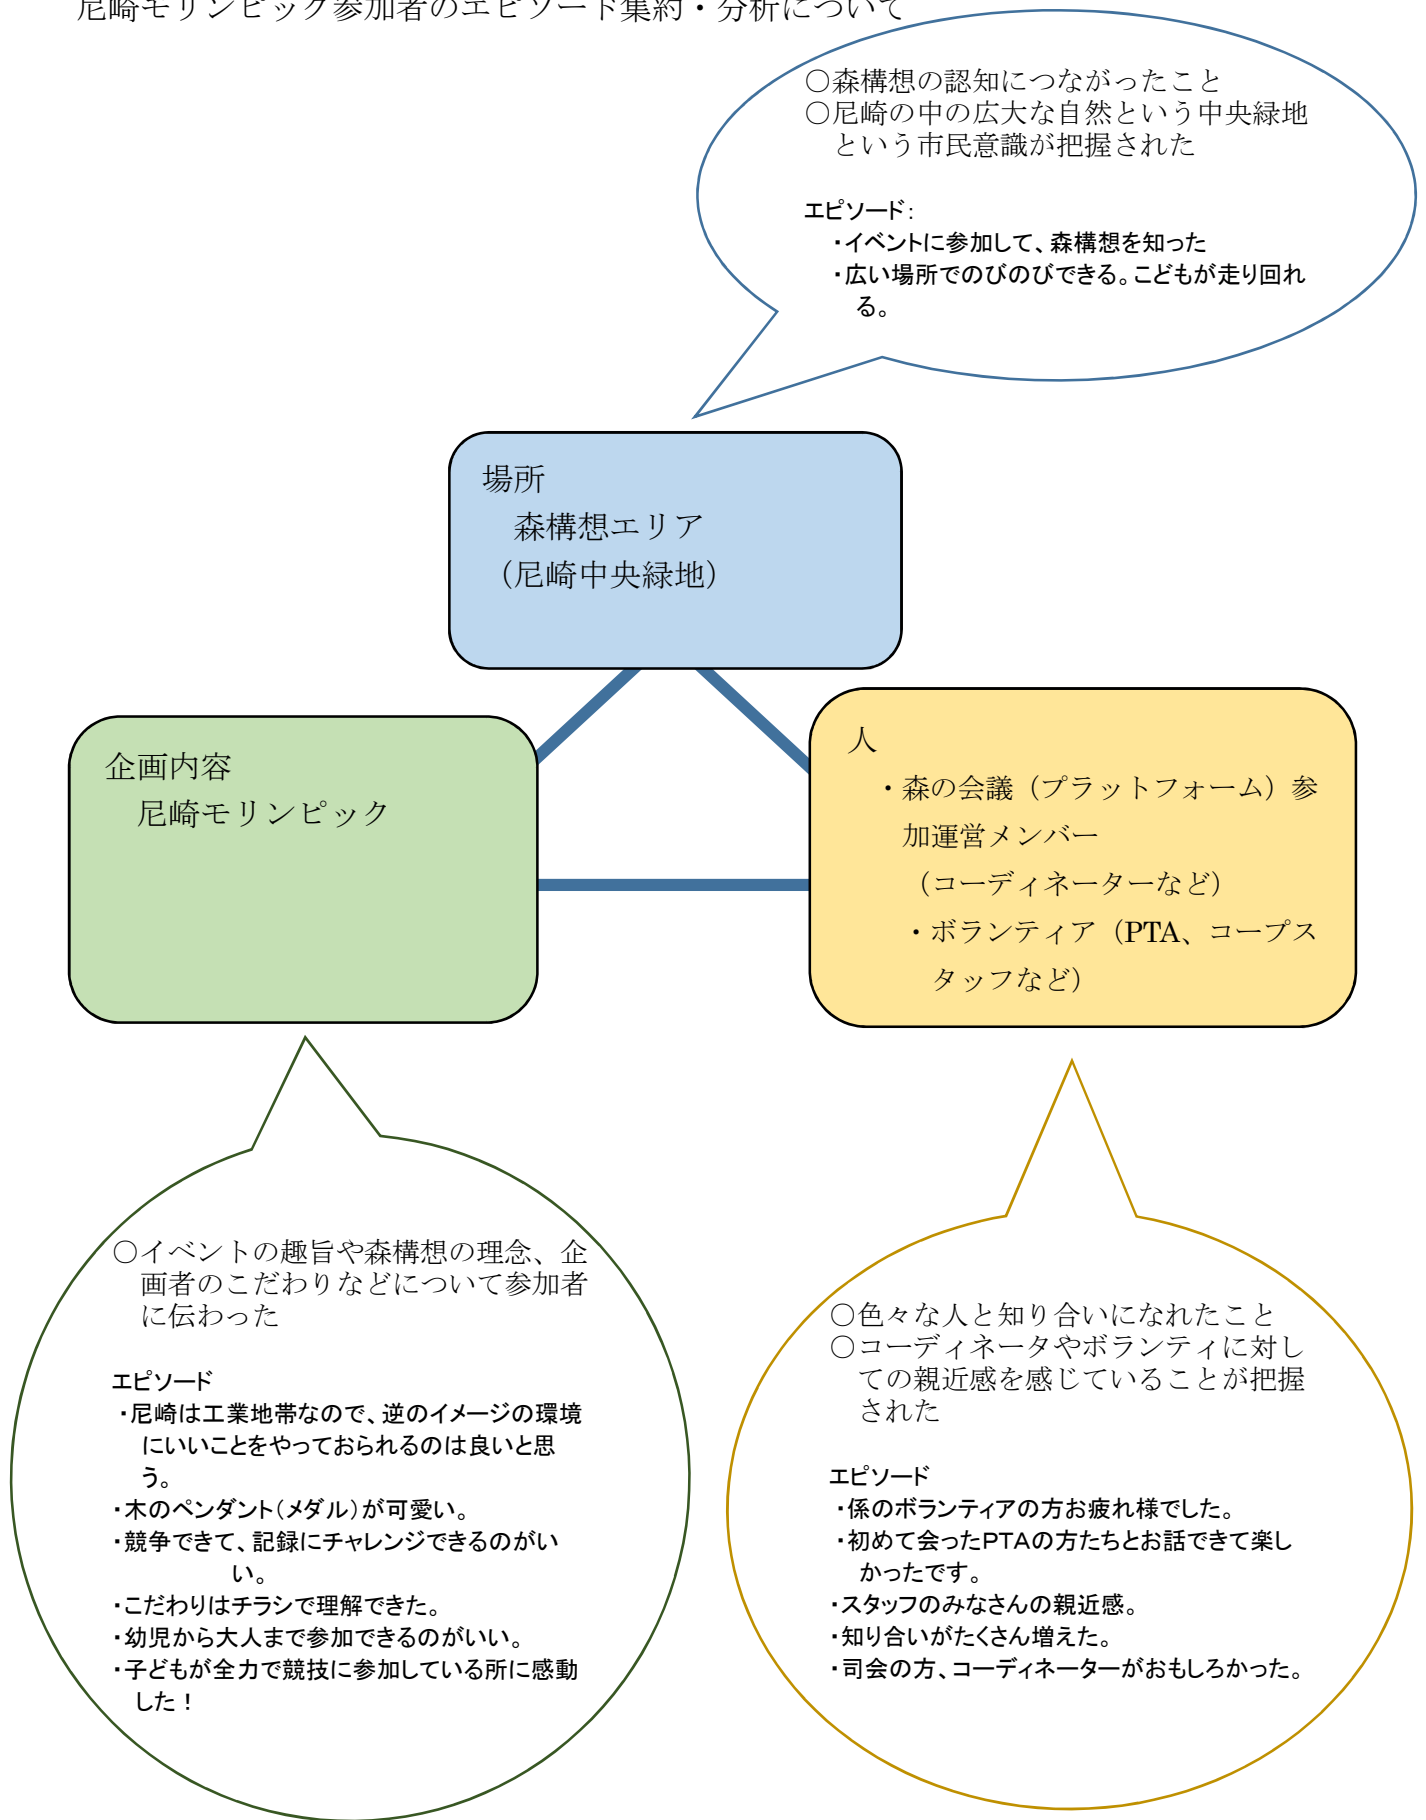 尼崎モリンピック参加者のエピソード集約・分析について
○森構想の認知につながったこと
○尼崎の中の広大な自然という中央緑地
という市民意識が把握された
エピソード：
・イベントに参加して、森構想を知った
・広い場所でのびのびできる。こどもが走り回れ
る。
場所
森構想エリア
（尼崎中央緑地）
企画内容
尼崎モリンピック
人
・森の会議（プラットフォーム）参
加運営メンバー
（コーディネーターなど）
・ボランティア（PTA、コープス
タッフなど）
○イベントの趣旨や森構想の理念、企
画者のこだわりなどについて参加者
に伝わった
エピソード
・尼崎は工業地帯なので、逆のイメージの環境
にいいことをやっておられるのは良いと思
う。
・木のペンダント（メダル）が可愛い。
・競争できて、記録にチャレンジできるのがい
い。
・こだわりはチラシで理解できた。
・幼児から大人まで参加できるのがいい。
・子どもが全力で競技に参加している所に感動
した！
○色々な人と知り合いになれたこと
○コーディネータやボランティに対し
ての親近感を感じていることが把握
された
エピソード
・係のボランティアの方お疲れ様でした。
・初めて会ったＰＴＡの方たちとお話できて楽し
かったです。
・スタッフのみなさんの親近感。
・知り合いがたくさん増えた。
・司会の方、コーディネーターがおもしろかった。